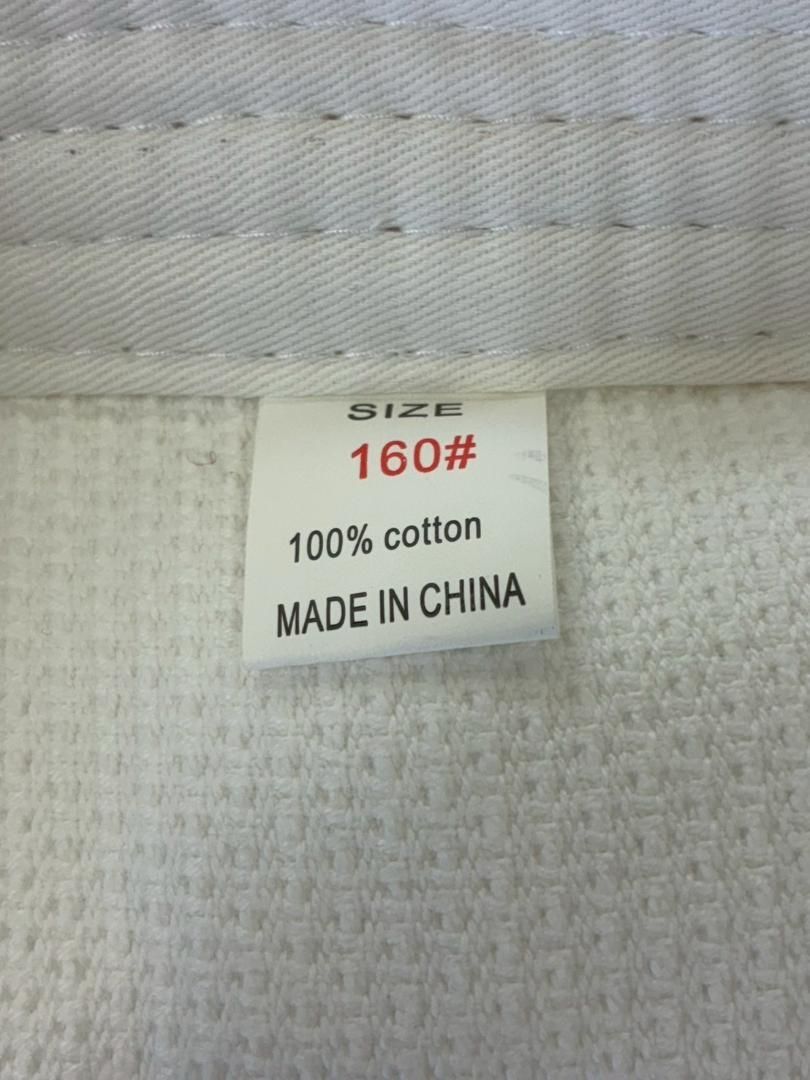 SIZE
160#
100% cotton
MADE IN CHINA